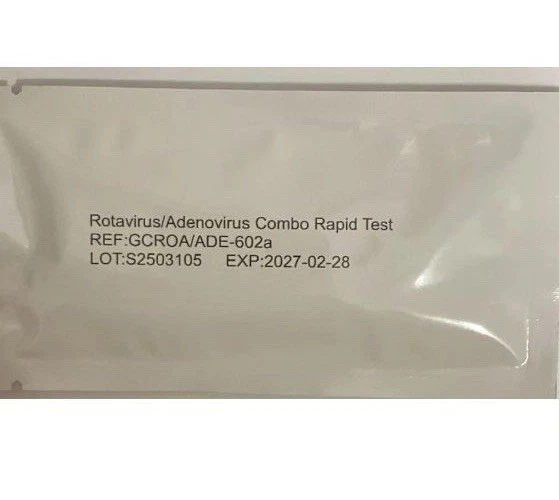 Rotavirus/Adenovirus Combo Rapid Test
REF:GCROA/ADE-602a
LOT:S2503105 EXP:2027-02-28